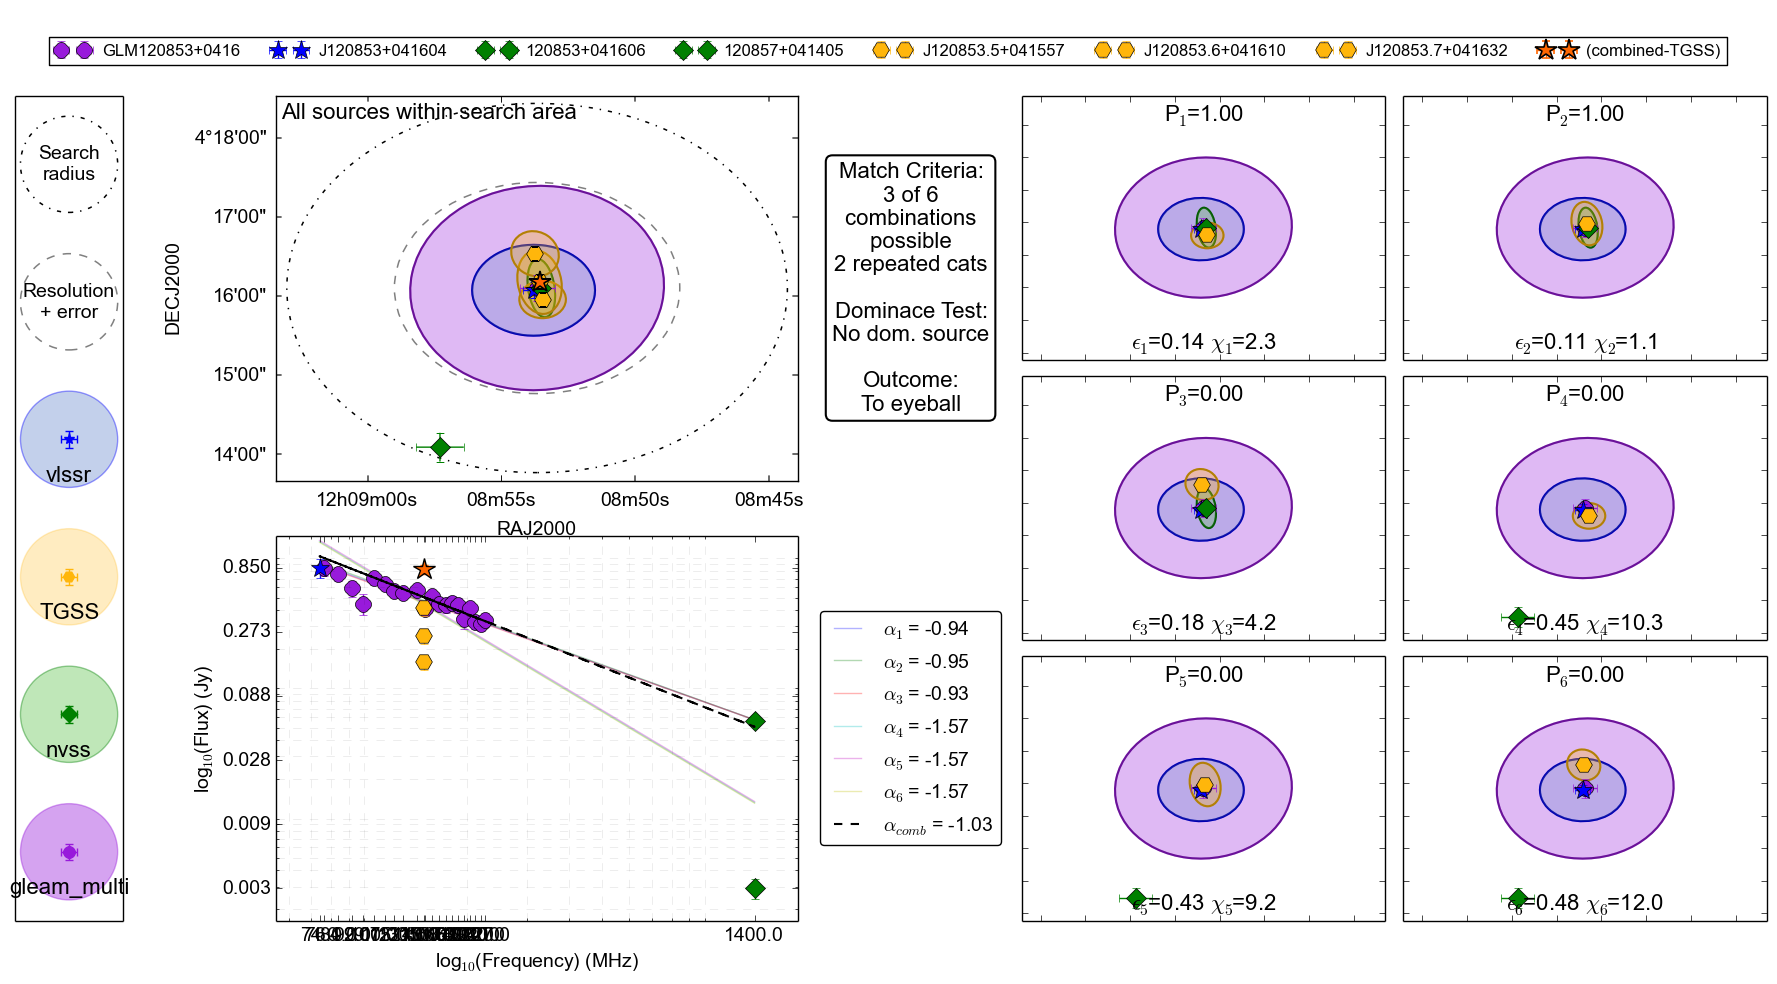 GLM120853+0416 J120853+041604 120853+041606 120857+041405 J120853.5+041557 J120853.6+041610 J120853.7+041632 (combined-TGSS)
Search
radius
Resolution
+ error
vlssr
TGSS
nvss
gleam_multi
All sources within search area
DECJ2000
4°18'00"
17'00"
16'00"
15'00"
14'00"
12h09m00s 08m55s 08m50s 08m45s
RAJ2000
log10(Flux) (Jy)
0.850
0.273
0.088
0.028
0.009
0.003
1400.0
log10(Frequency) (MHz)
Match Criteria:
3 of 6
combinations
possible
2 repeated cats
Dominace Test:
No dom. source
Outcome:
To eyeball
α1 = -0.94
α2 = -0.95
α3 = -0.93
α4 = -1.57
α5 = -1.57
α6 = -1.57
αcomb = -1.03
P1=1.00
ϵ1=0.14 χ1=2.3
P2=1.00
ϵ2=0.11 χ2=1.1
P3=0.00
ϵ3=0.18 χ3=4.2
P4=0.00
ϵ4=0.45 χ4=10.3
P5=0.00
ϵ5=0.43 χ5=9.2
P6=0.00
ϵ6=0.48 χ6=12.0